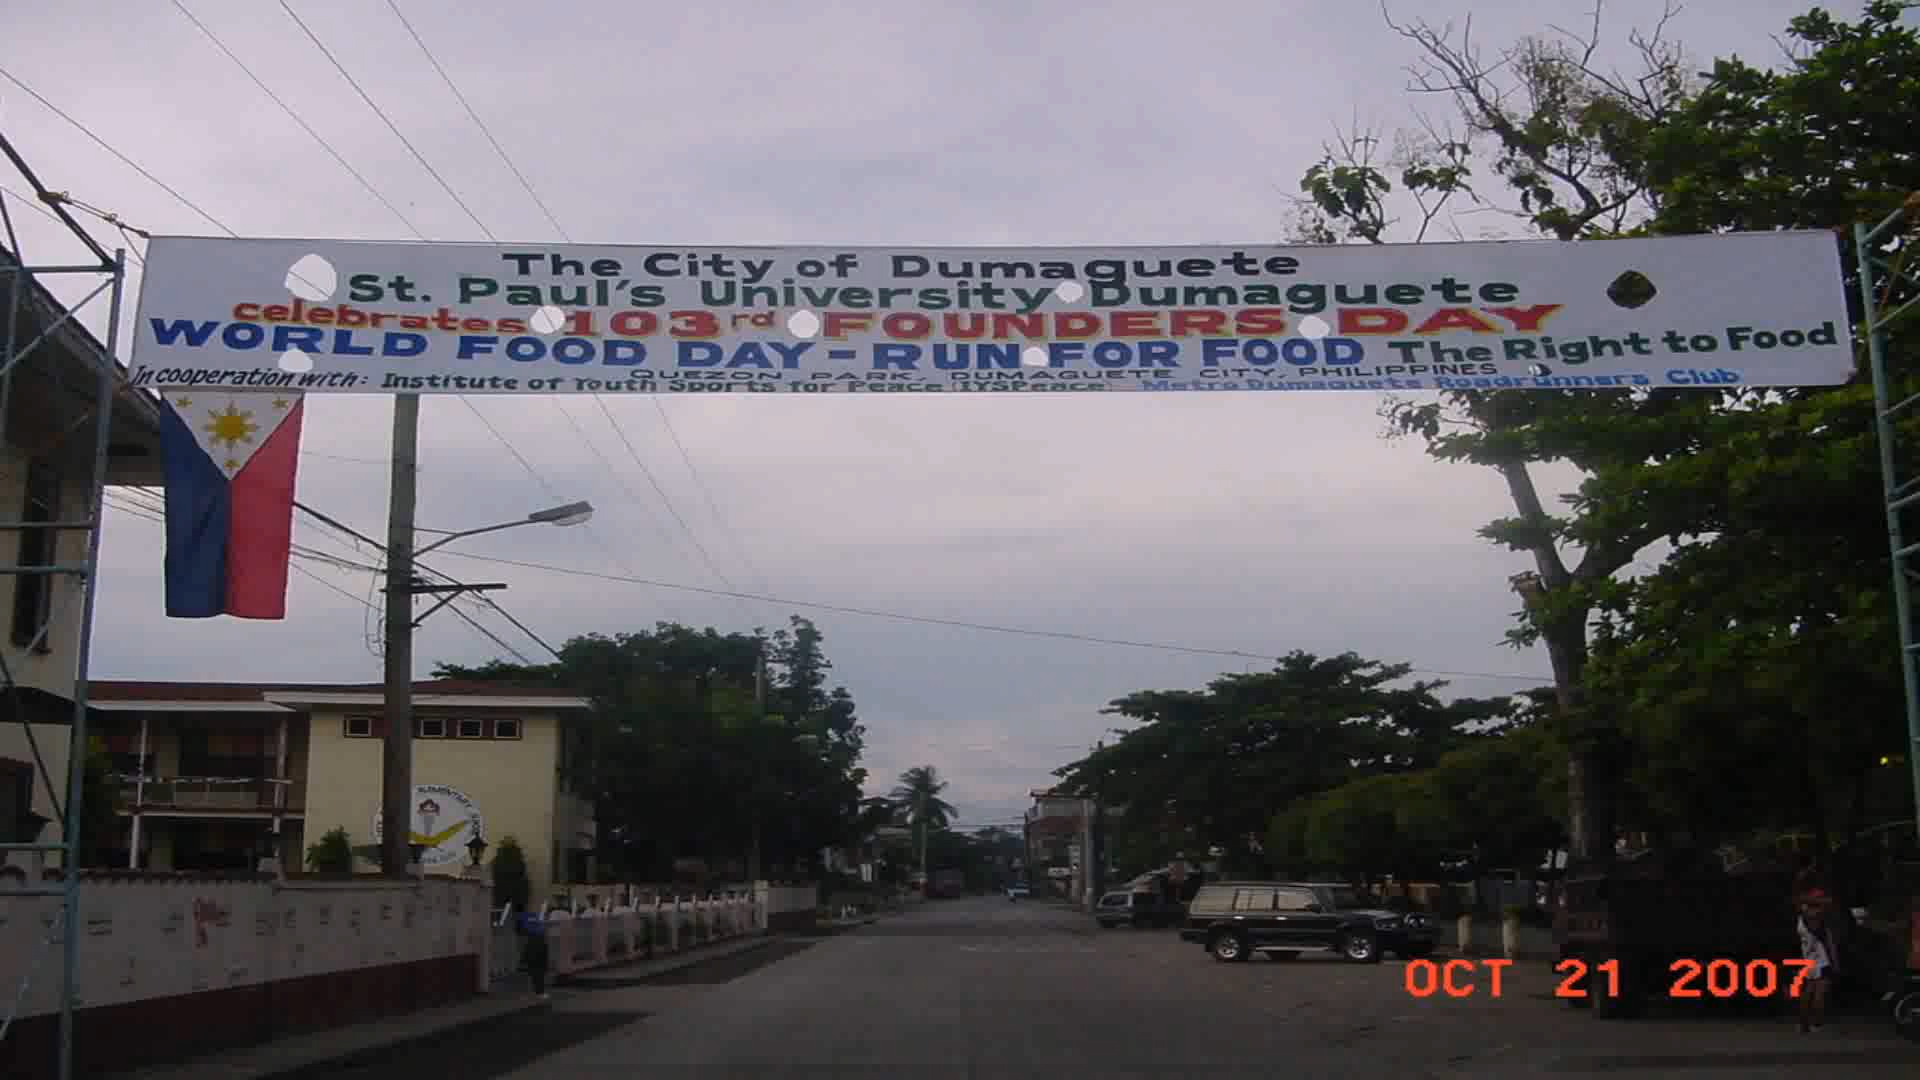 The City of Dumaguete
St. Paul's University Dumaguete
celebrates 103rd FOUNDERS DAY
WORLD FOOD DAY - RUN FOR FOOD The Right to Food
QUEZON PARK DUMAGUETE CITY, PHILIPPINES
In cooperation with: Institute of Youth Sports for Peace IYSPeace Metro Dumaguete Roadrunners Club
ELEMENTARY
OCT 21 2007